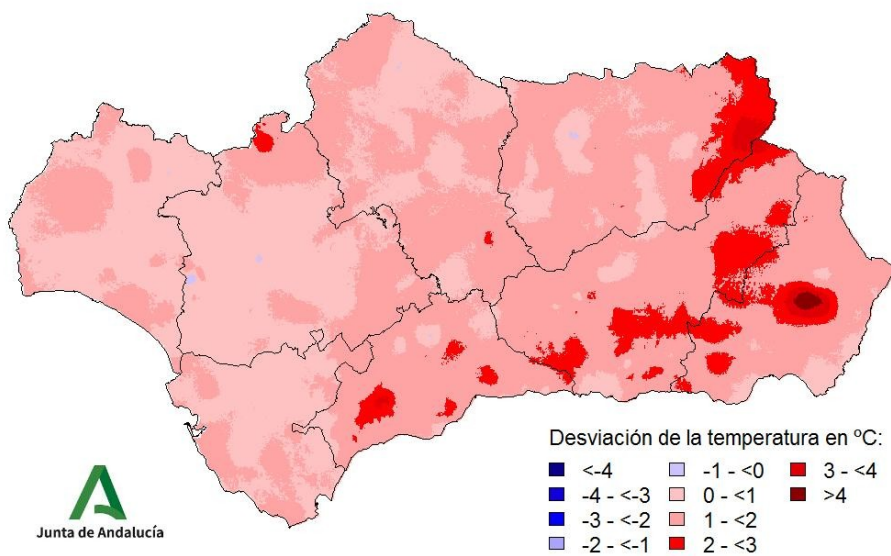 Desviación de la temperatura en ºC:
<-4
-4 - <-3
-3 - <-2
-2 - <-1
-1 - <0
0 - <1
1 - <2
2 - <3
3 - <4
>4
Junta de Andalucía